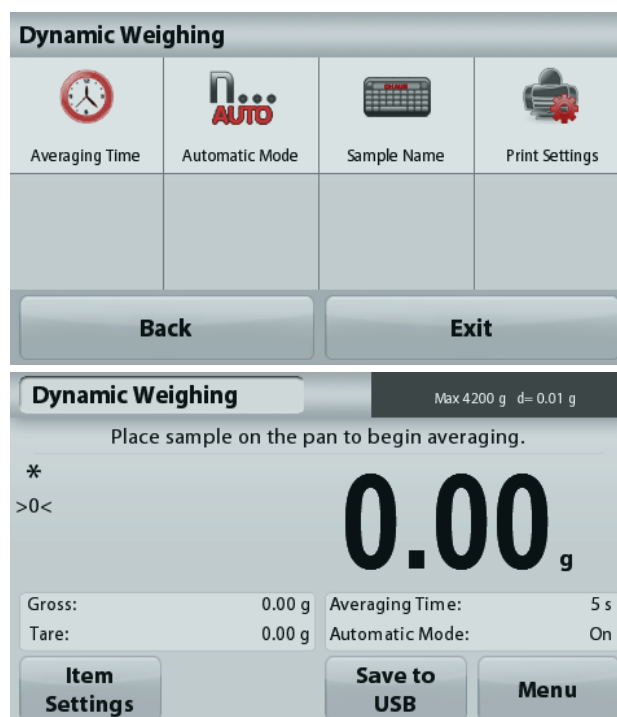 Dynamic Weighing
n...
AUTO
Averaging Time
Automatic Mode
Sample Name
Print Settings
Back
Exit
Dynamic Weighing
Max 4200 g d= 0.01 g
Place sample on the pan to begin averaging.
*
>0<
0.00 g
Gross: 0.00 g
Averaging Time: 5 s
Tare: 0.00 g
Automatic Mode: On
Item
Settings
Save to
USB
Menu